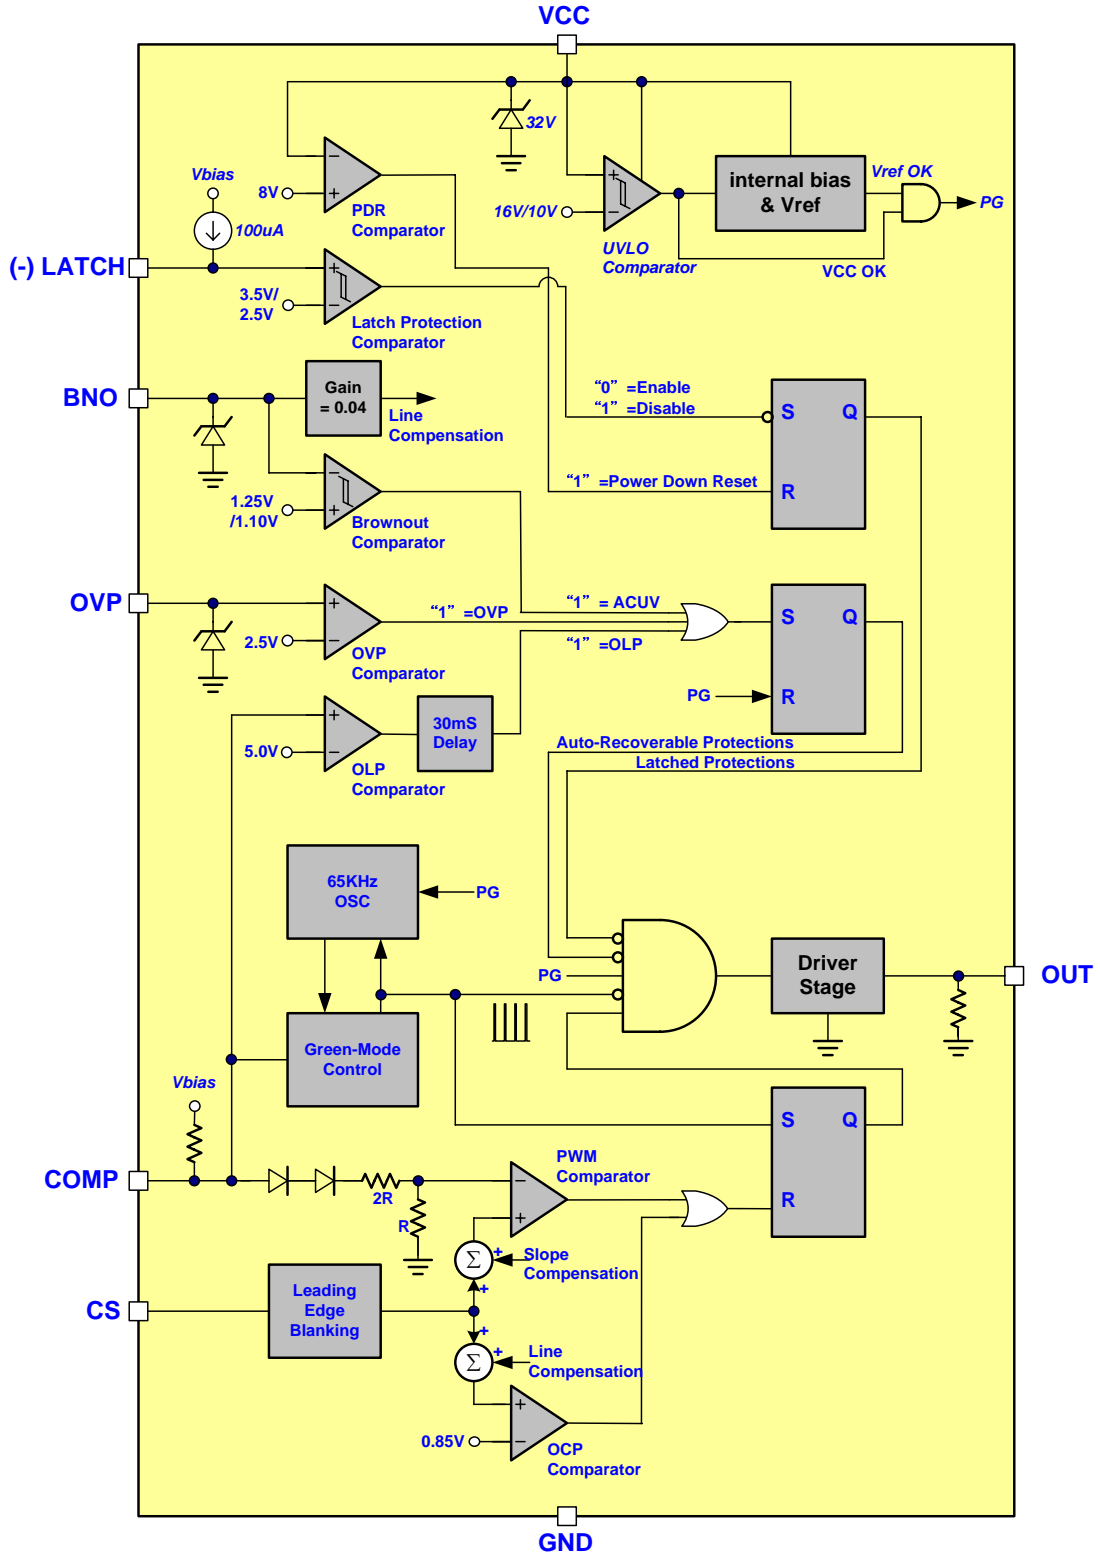 VCC
32V
Vbias
8V
PDR
Comparator
100uA
16V/10V
UVLO
Comparator
internal bias
& Vref
Vref OK
PG
VCC OK
(-) LATCH
3.5V/
2.5V
Latch Protection
Comparator
BNO
Gain
= 0.04
Line
Compensation
“0” =Enable
“1” =Disable
S
Q
“1” =Power Down Reset
R
1.25V
/1.10V
Brownout
Comparator
OVP
“1” =OVP
“1” = ACUV
2.5V
OVP
Comparator
“1” =OLP
S
Q
PG
R
30mS
Delay
5.0V
OLP
Comparator
Auto-Recoverable Protections
Latched Protections
65KHz
OSC
PG
PG
Driver
Stage
OUT
Green-Mode
Control
Vbias
COMP
2R
R
PWM
Comparator
S
Q
R
Σ
+
+
Slope
Compensation
CS
Leading
Edge
Blanking
+
Σ
+
Line
Compensation
0.85V
OCP
Comparator
GND